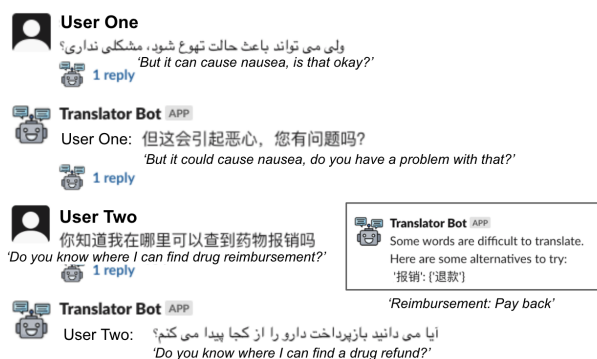 User One
ولی می تواند باعث حالت تهوع شود، مشکلی نداری؟
‘But it can cause nausea, is that okay?’
1 reply
Translator Bot APP
User One: 但这会引起恶心，您有问题吗?
‘But it could cause nausea, do you have a problem with that?’
1 reply
User Two
你知道我在哪里可以查到药物报销吗
‘Do you know where I can find drug reimbursement?’
1 reply
Translator Bot APP
Some words are difficult to translate.
Here are some alternatives to try:
'报销': {'退款'}
‘Reimbursement: Pay back’
Translator Bot APP
User Two: آیا می دانید بازپرداخت دارو را از کجا پیدا می کنم؟
‘Do you know where I can find a drug refund?’